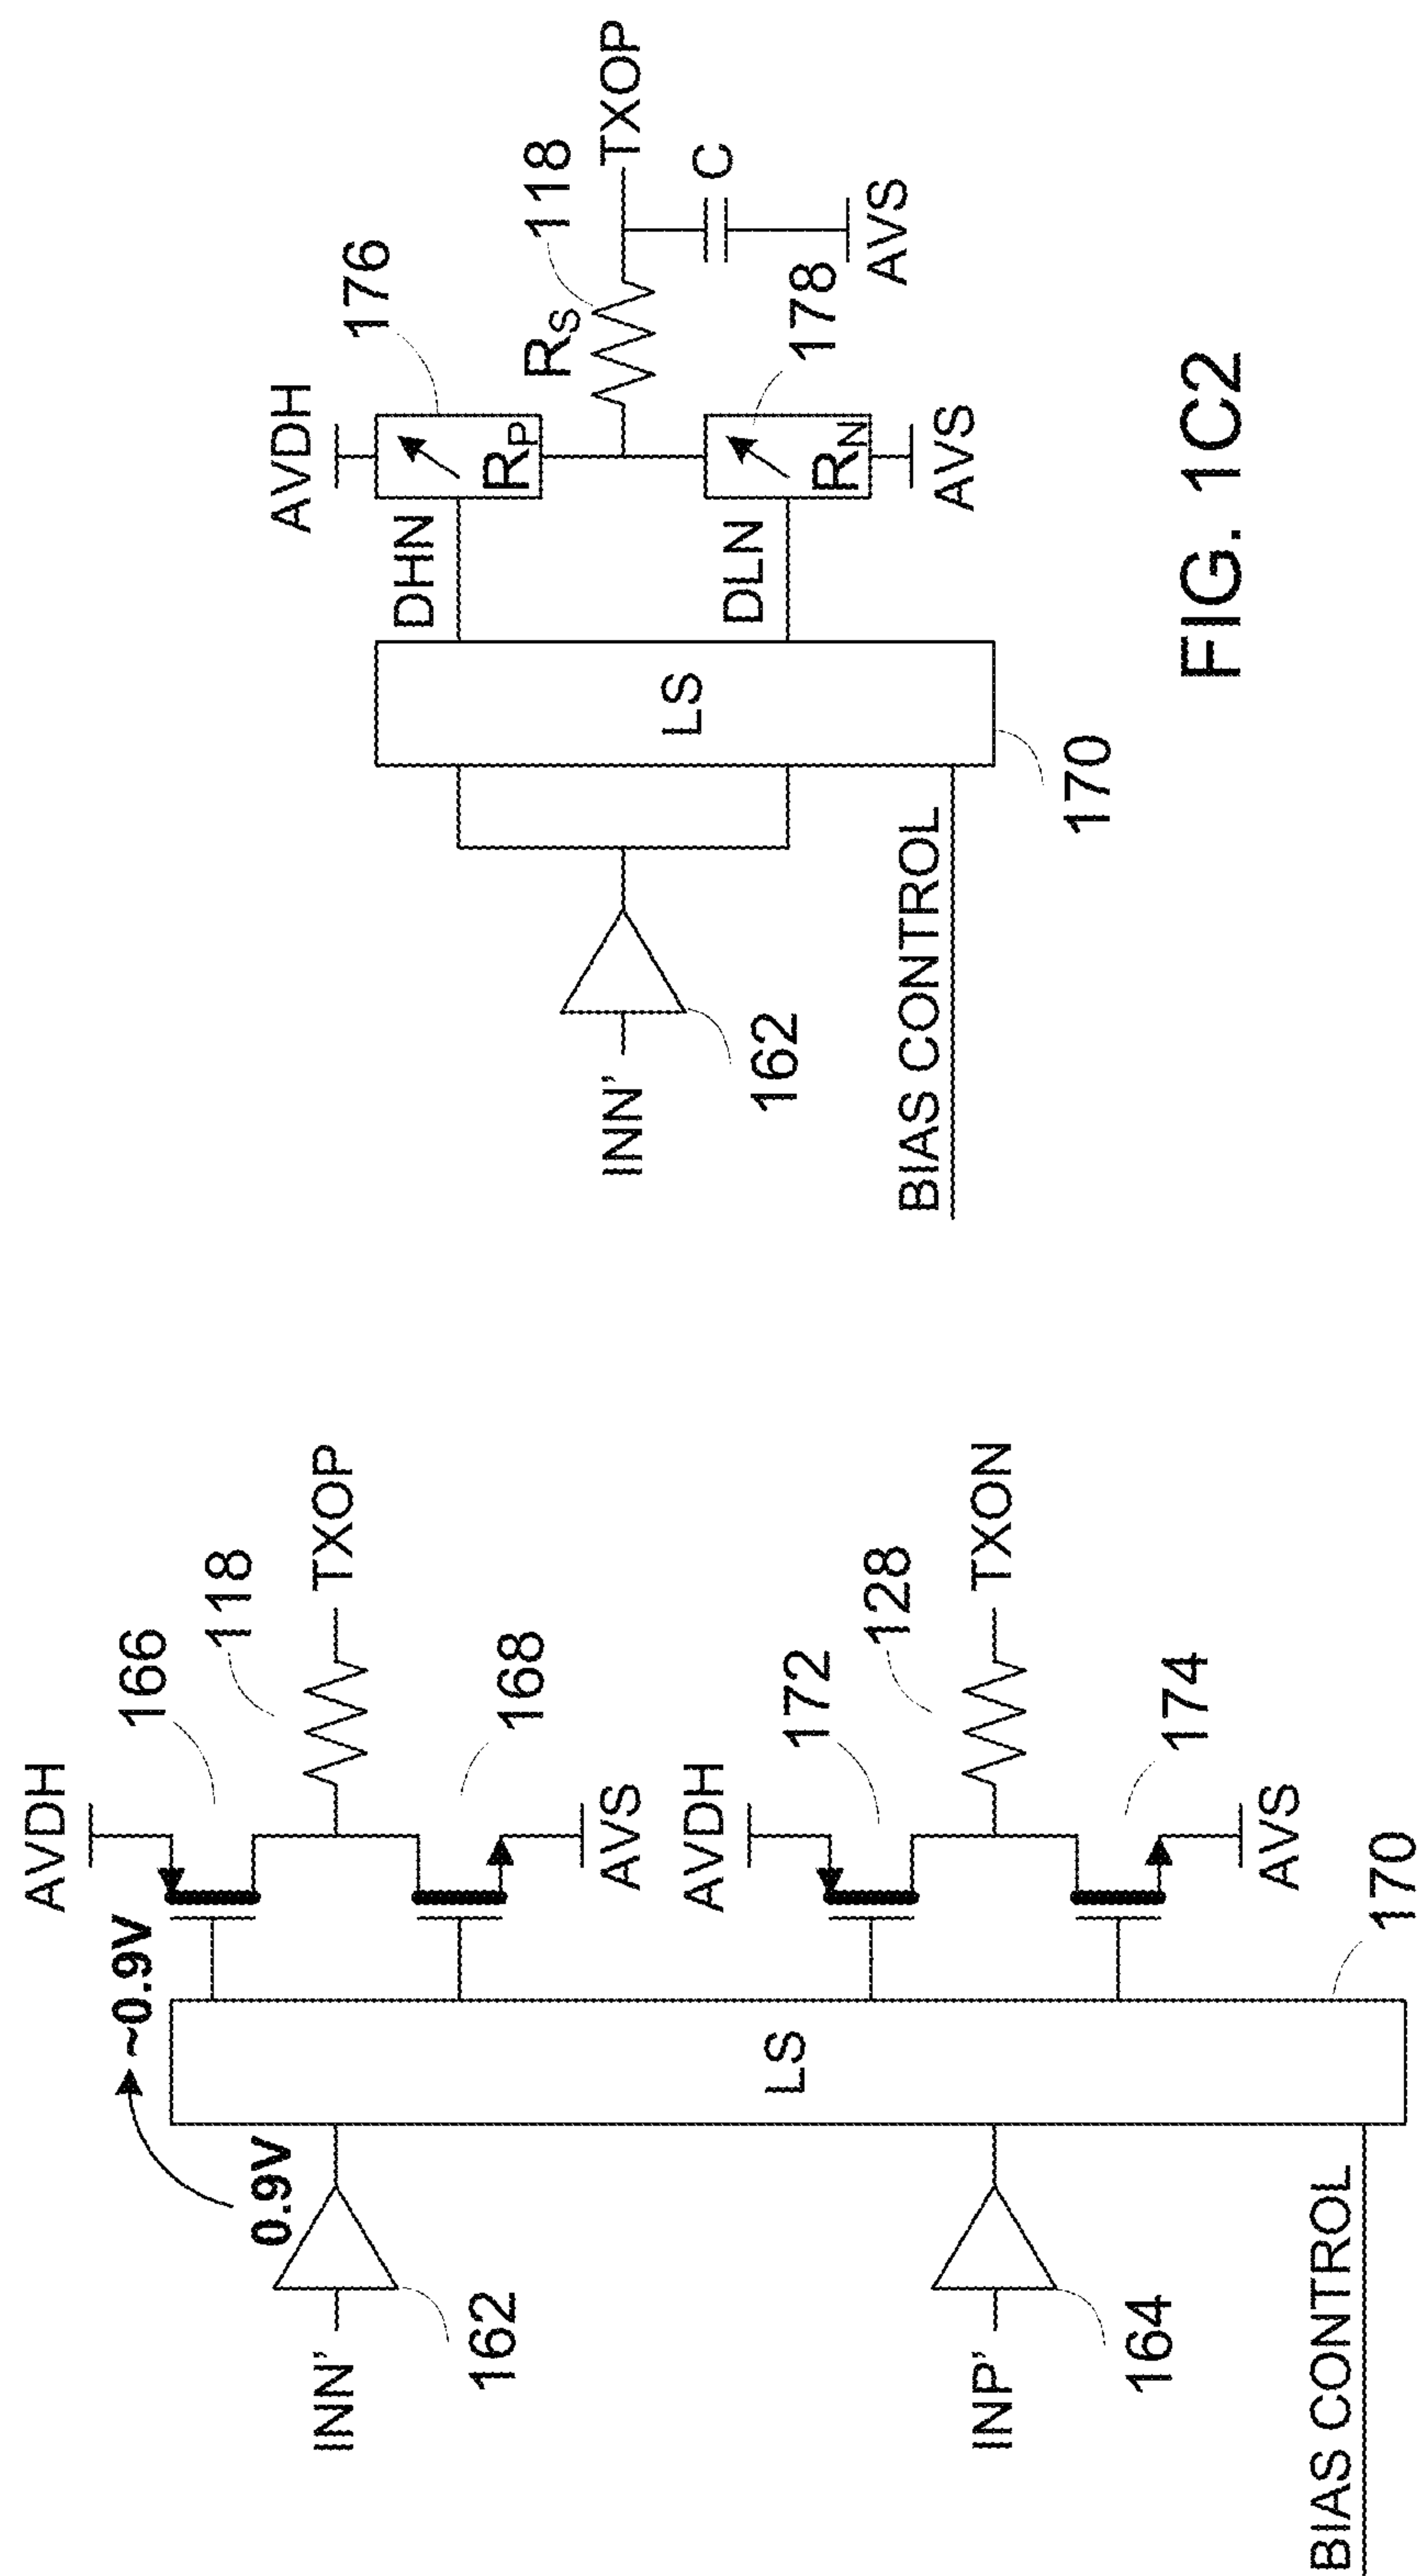 AVDH
~0.9V
166
118
0.9V
TXOP
INN'
162
168
AVS
LS
AVDH
172
128
TXON
INP'
164
174
AVS
170
BIAS CONTROL
AVDH
176
DHN
RP
RS
118
TXOP
INN'
162
LS
C
178
DLN
RN
AVS
AVS
BIAS CONTROL
170
FIG. 1C2